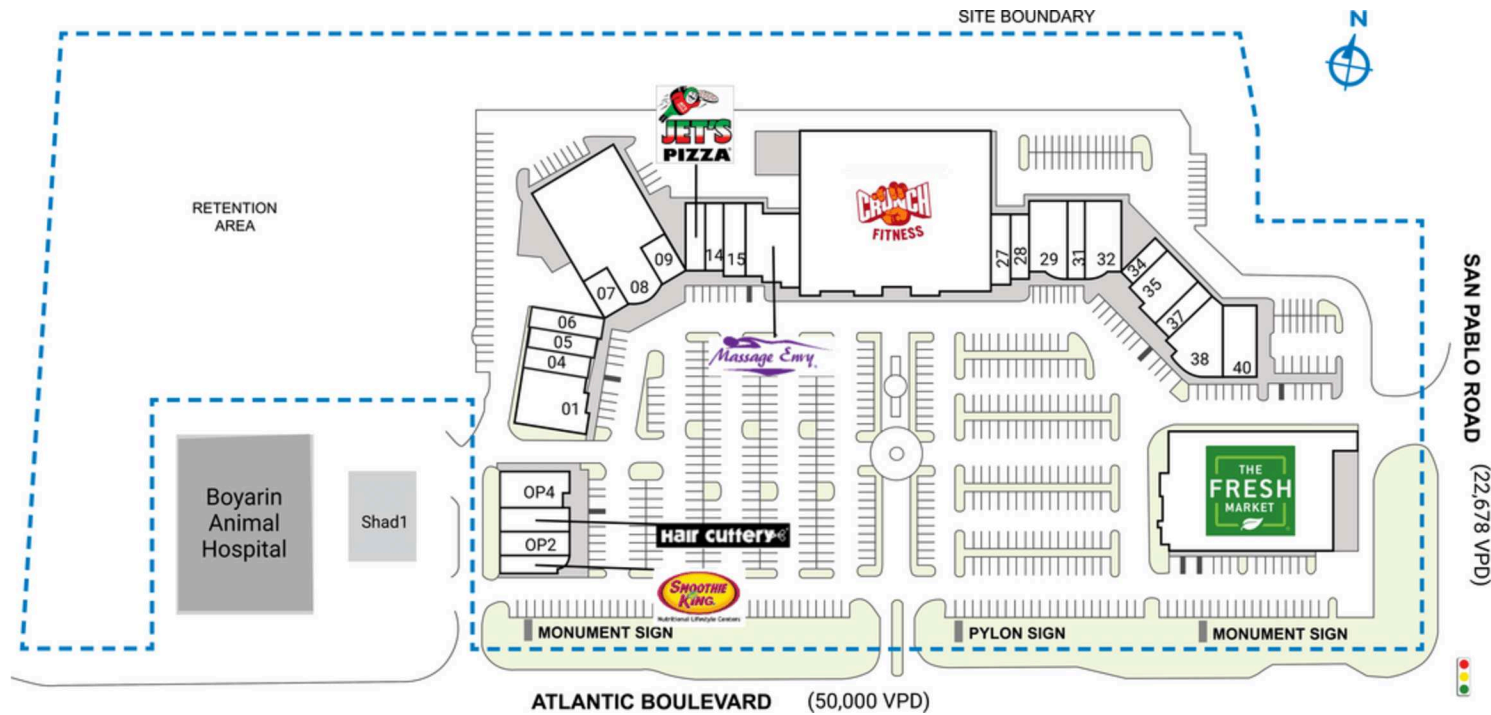 SITE BOUNDARY
N
JET'S
PIZZA
RETENTION
AREA
CRUNCH
FITNESS
09
14
15
27
28
29
31
32
34
35
37
38
40
07
08
06
05
04
01
Massage Envy
SAN PABLO ROAD (22,678 VPD)
Boyarin
Animal
Hospital
Shad1
OP4
OP2
Hair Cuttery
SMOOTHIE
KING
Nutritional Lifestyle Centers
THE
FRESH
MARKET
MONUMENT SIGN
PYLON SIGN
MONUMENT SIGN
ATLANTIC BOULEVARD (50,000 VPD)